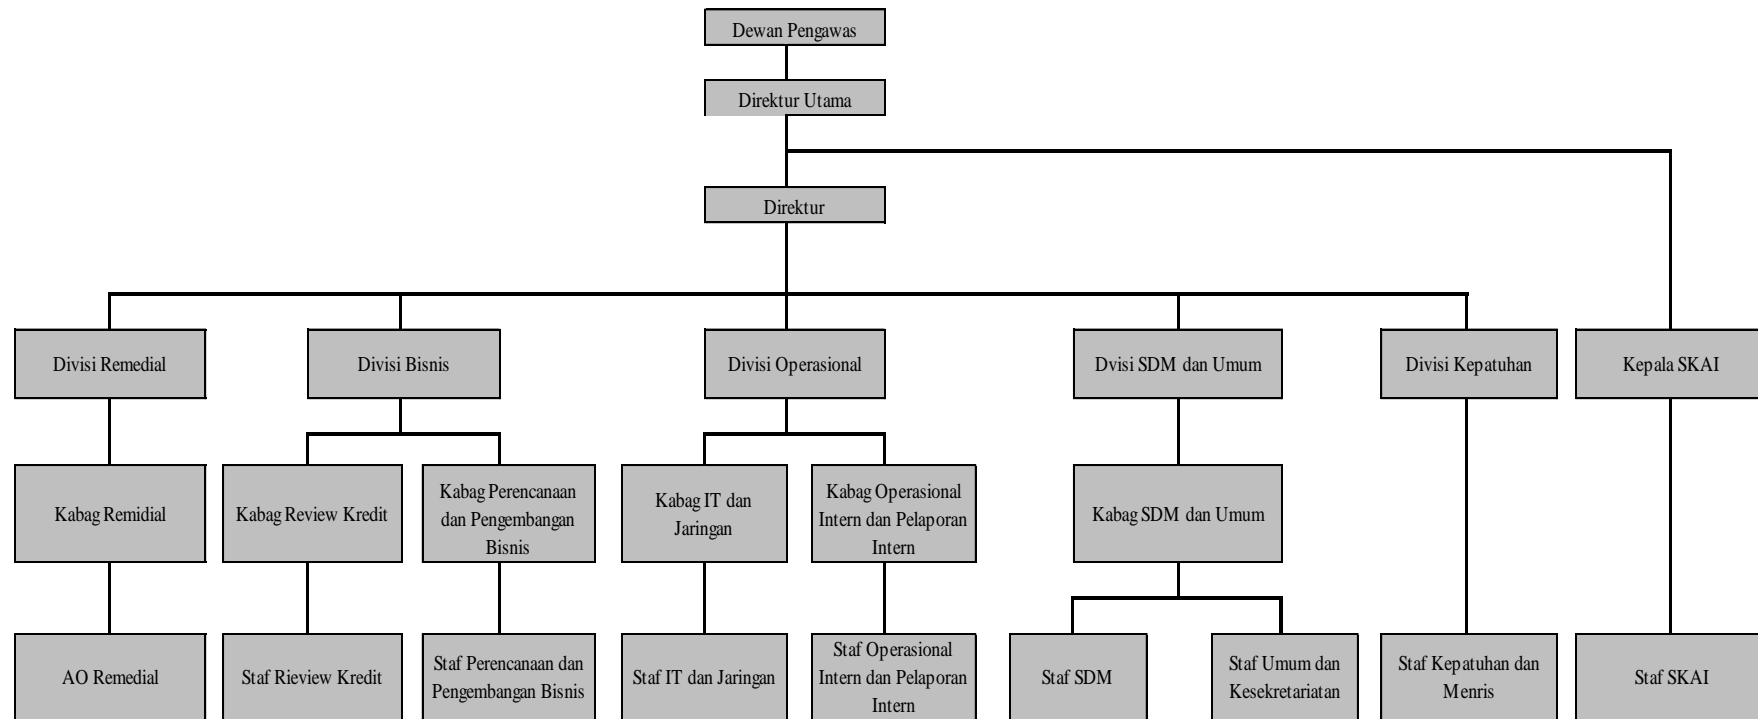 Dewan Pengawas
Direktur Utama
Direktur
Divisi Remedial
Divisi Bisnis
Divisi Operasional
Dvisi SDM dan Umum
Divisi Kepatuhan
Kepala SKAI
Kabag Remidial
Kabag Review Kredit
Kabag Perencanaan
dan Pengembangan
Bisnis
Kabag IT dan
Jaringan
Kabag Operasional
Intern dan Pelaporan
Intern
Kabag SDM dan Umum
AO Remedial
Staf Rieview Kredit
Staf Perencanaan dan
Pengembangan Bisnis
Staf IT dan Jaringan
Staf Operasional
Intern dan Pelaporan
Intern
Staf SDM
Staf Umum dan
Kesekretariatan
Staf Kepatuhan dan
Menris
Staf SKAI